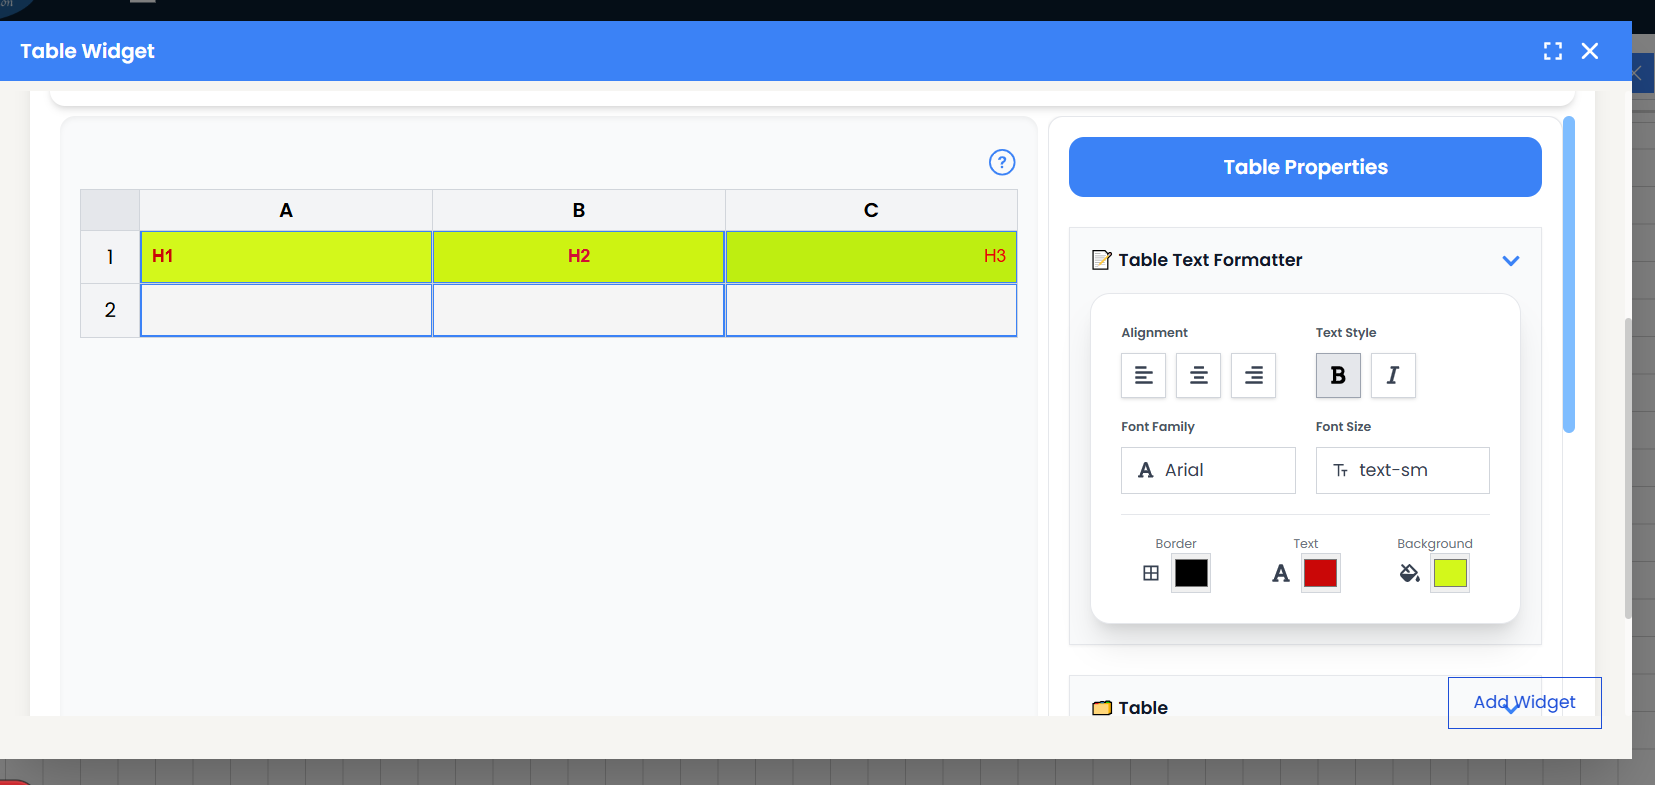 on
Table Widget
?
Table Properties
A B C
1 H1 H2 H3
2
Table Text Formatter
Alignment Text Style
B I
Font Family Font Size
A Arial Tт text-sm
Border Text Background
A
Table
Add Widget